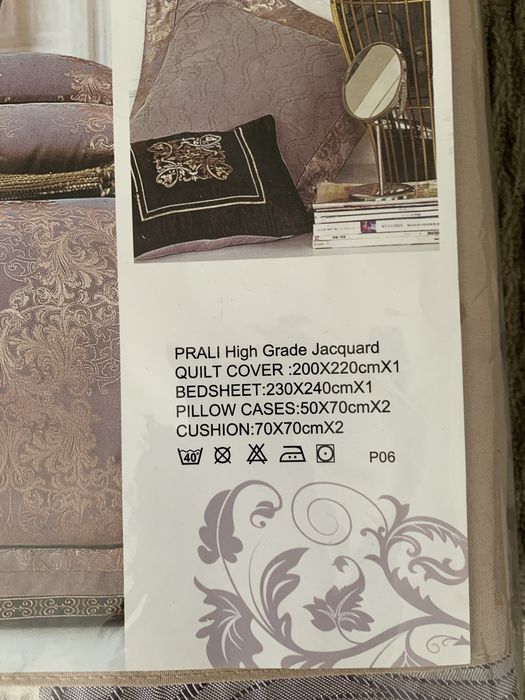 PRALI High Grade Jacquard
QUILT COVER :200X220cmX1
BEDSHEET:230X240cmX1
PILLOW CASES:50X70cmX2
CUSHION:70X70cmX2
40
P06